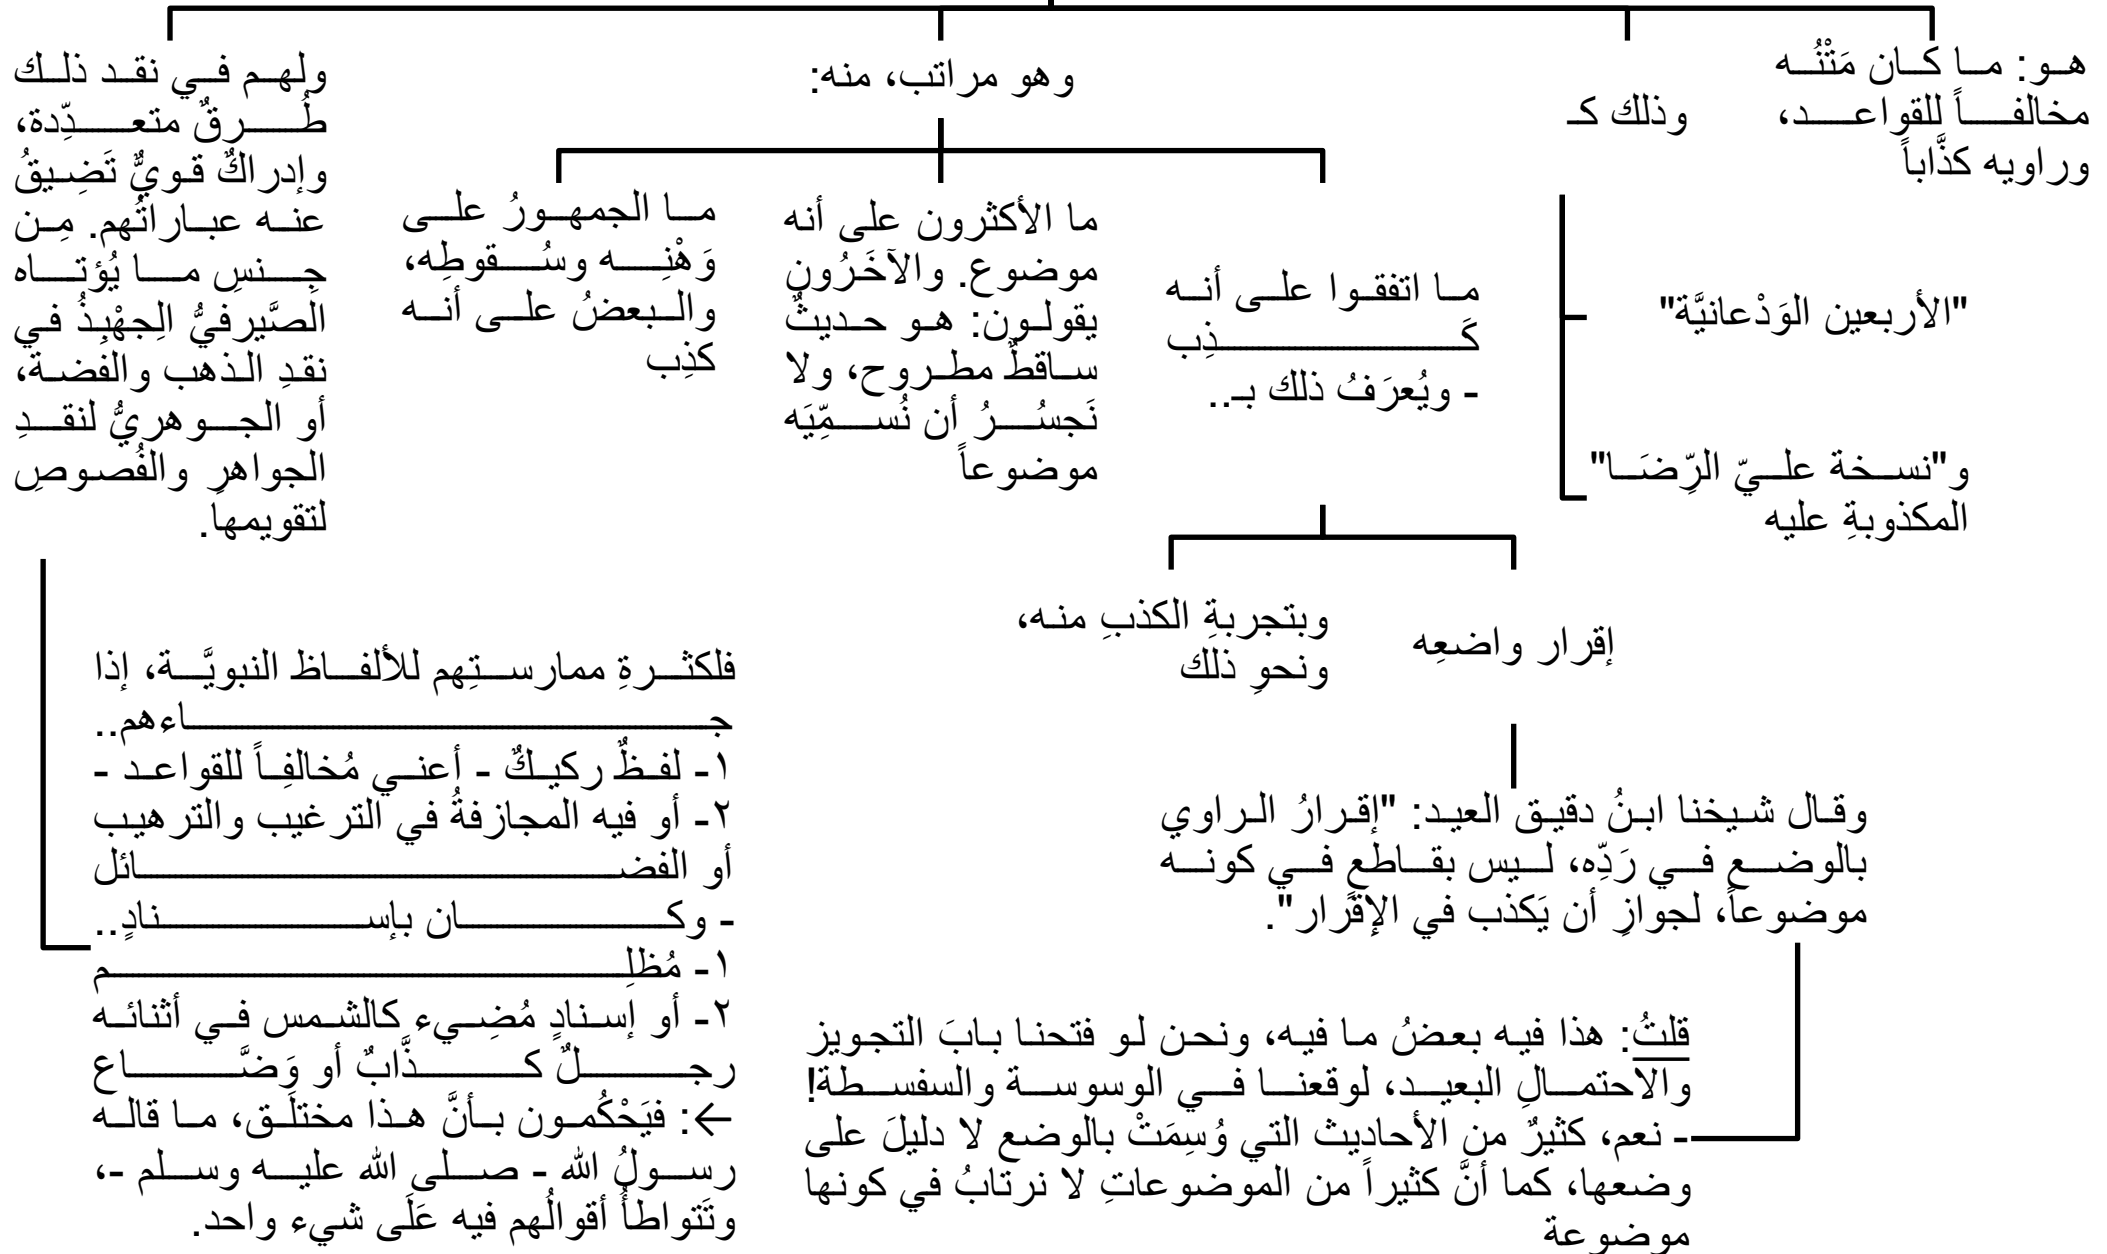 هو: ما كان مَتْنُه
مخالفاً للقواعد،
وراويه كذَّاباً
وذلك كـ
"الأربعين الوَدْعانيَّة"
و"نسخة عليّ الرِّضَا"
المكذوبةِ عليه
وهو مراتب، منه:
ما اتفقوا على أنه
كَذِب
- ويُعرَفُ ذلك بـ..
إقرار واضعِه
وقال شيخنا ابنُ دقيق العيد: "إقرارُ الراوي
بالوضع في رَدِّه، ليس بقاطعٍ في كونه
موضوعاً، لجوازِ أن يَكذب في الإقرار".
قلتُ: هذا فيه بعضُ ما فيه، ونحن لو فتحنا بابَ التجويز
والاحتمالِ البعيد، لوقعنا في الوسوسة والسفسطة!
- نعم، كثيرٌ من الأحاديث التي وُسِمَتْ بالوضع لا دليلَ على
وضعها، كما أنَّ كثيراً من الموضوعاتِ لا نرتابُ في كونها
موضوعة
وبتجربةِ الكذبِ منه،
ونحوِ ذلك
ما الأكثرون على أنه
موضوع. والآخَرُون
يقولون: هو حديثٌ
ساقطٌ مطروح، ولا
نَجسُرُ أن نُسمِّيَه
موضوعاً
ما الجمهورُ على
وَهْنِه وسُقوطِه،
والبعضُ على أنه
كذِب
ولهم في نقد ذلك
طُرقٌ متعدِّدة،
وإدراكٌ قويٌّ تَضِيقُ
عنه عباراتُهم. مِن
جِنسِ ما يُؤتاه
الصَّيرفيُّ الجِهْبِذُ في
نقدِ الذهب والفضة،
أو الجوهريُّ لنقدِ
الجواهرِ والفُصوصِ
لتقويمها.
فلكثرةِ ممارستِهم للألفاظ النبويَّة، إذا
جاءهم..
١- لفظٌ ركيكٌ - أعني مُخالفِاً للقواعد -
٢- أو فيه المجازفةُ في الترغيب والترهيب
أو الفضائل
- وكان بإسنادٍ..
١- مُظلِم
٢- أو إسنادٍ مُضِيء كالشمس في أثنائه
رجلٌ كذَّابٌ أو وَضَّاع
←: فيَحْكُمون بأنَّ هذا مختلَق، ما قاله
رسولُ الله - صلى الله عليه وسلم -،
وتَتواطأُ أقوالُهم فيه عَلَى شيء واحد.